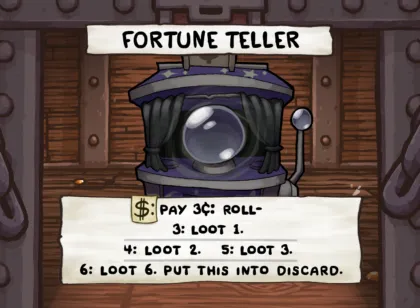 FORTUNE TELLER
$: PAY 3¢: ROLL-
3: LOOT 1.
4: LOOT 2. 5: LOOT 3.
6: LOOT 6. PUT THIS INTO DISCARD.